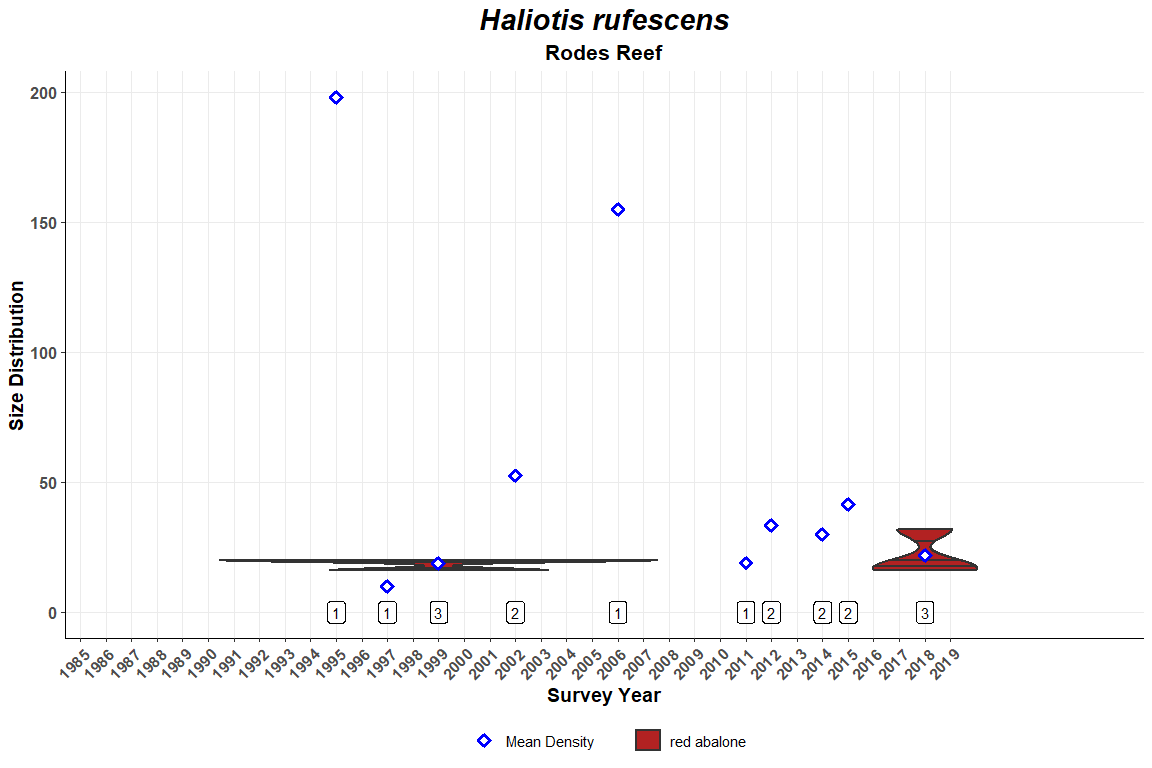 Haliotis rufescens
Rodes Reef
Size Distribution
200
150
100
50
0
1 1 3 2 1 1 2 2 2 3
1985 1986 1987 1988 1989 1990 1991 1992 1993 1994 1995 1996 1997 1998 1999 2000 2001 2002 2003 2004 2005 2006 2007 2008 2009 2010 2011 2012 2013 2014 2015 2016 2017 2018 2019
Survey Year
Mean Density red abalone